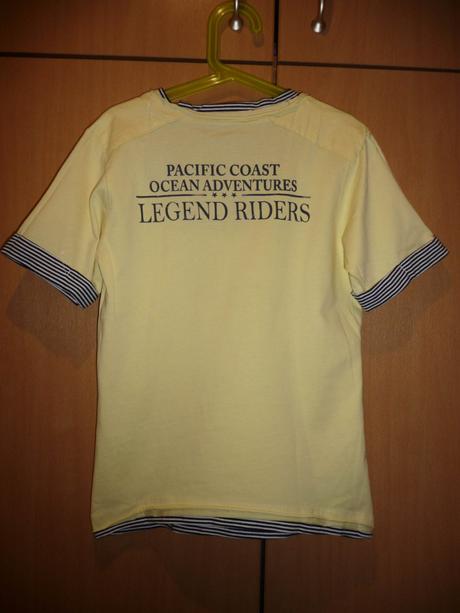 PACIFIC COAST
OCEAN ADVENTURES
LEGEND RIDERS